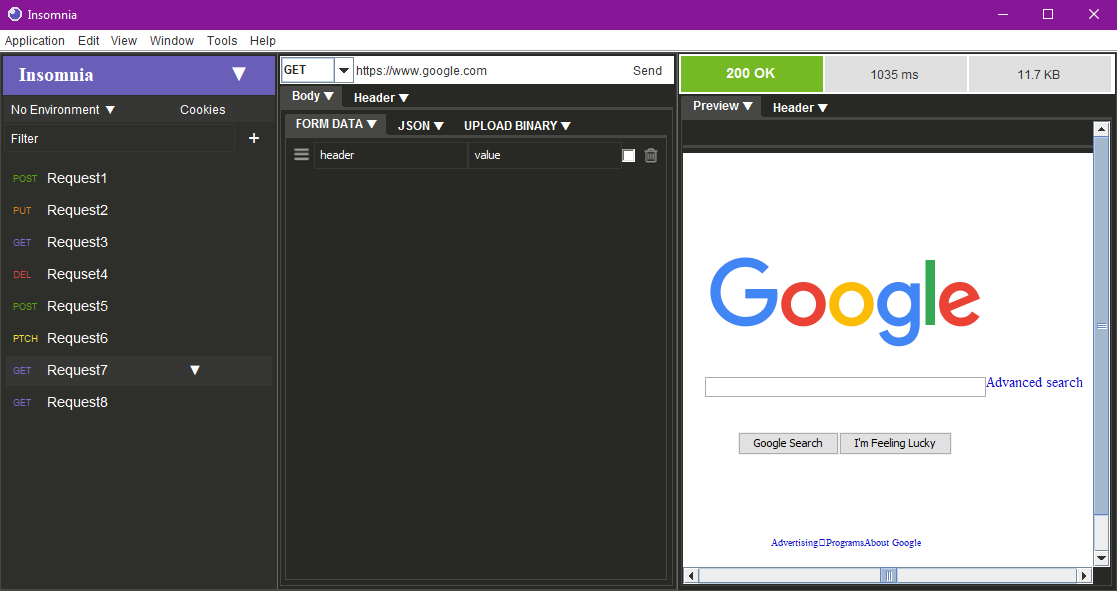 Insomnia
Application Edit View Window Tools Help
Insomnia ▼
No Environment ▼ Cookies
Filter +
POST Request1
PUT Request2
GET Request3
DEL Requset4
POST Request5
PTCH Request6
GET Request7 ▼
GET Request8
GET https://www.google.com Send
Body ▼ Header ▼
FORM DATA ▼ JSON ▼ UPLOAD BINARY ▼
header value
200 OK 1035 ms 11.7 KB
Preview ▼ Header ▼
Google
Advanced search
Google Search I'm Feeling Lucky
Advertising▯ProgramsAbout Google